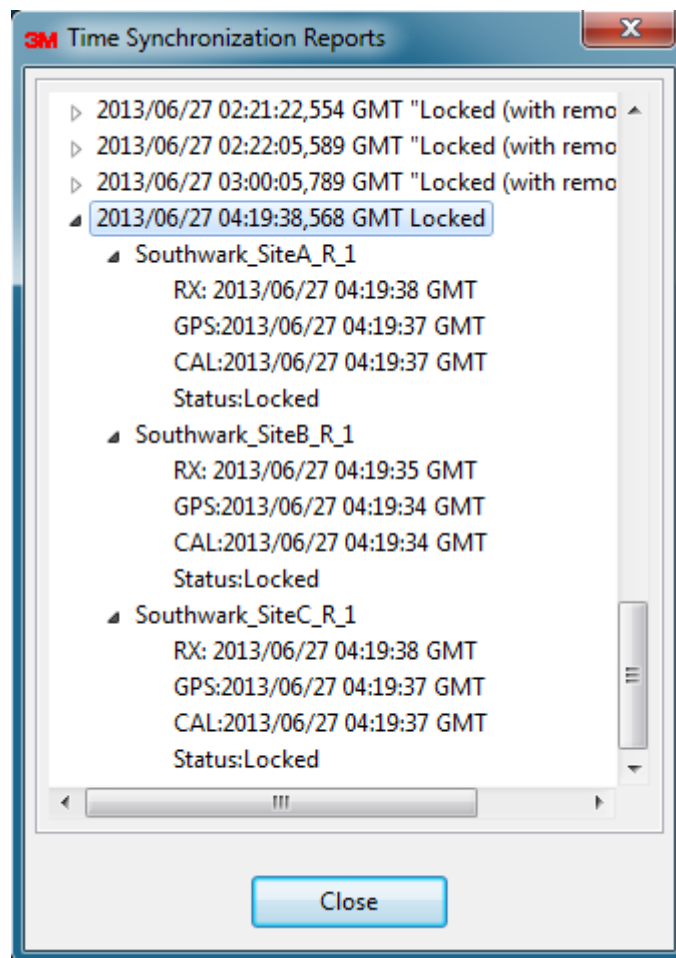 3M Time Synchronization Reports
2013/06/27 02:21:22,554 GMT "Locked (with remo
2013/06/27 02:22:05,589 GMT "Locked (with remo
2013/06/27 03:00:05,789 GMT "Locked (with remo
2013/06/27 04:19:38,568 GMT Locked
Southwark_SiteA_R_1
RX: 2013/06/27 04:19:38 GMT
GPS:2013/06/27 04:19:37 GMT
CAL:2013/06/27 04:19:37 GMT
Status:Locked
Southwark_SiteB_R_1
RX: 2013/06/27 04:19:35 GMT
GPS:2013/06/27 04:19:34 GMT
CAL:2013/06/27 04:19:34 GMT
Status:Locked
Southwark_SiteC_R_1
RX: 2013/06/27 04:19:38 GMT
GPS:2013/06/27 04:19:37 GMT
CAL:2013/06/27 04:19:37 GMT
Status:Locked
Close